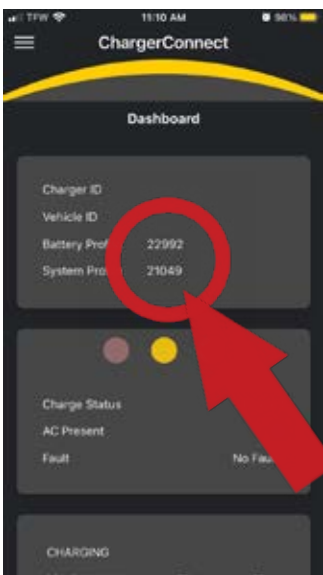 TFW 11:10 AM 98%
ChargerConnect
Dashboard
Charger ID
Vehicle ID
Battery Prof 22992
System Pro 21049
Charge Status
AC Present
Fault No Fau
CHARGING